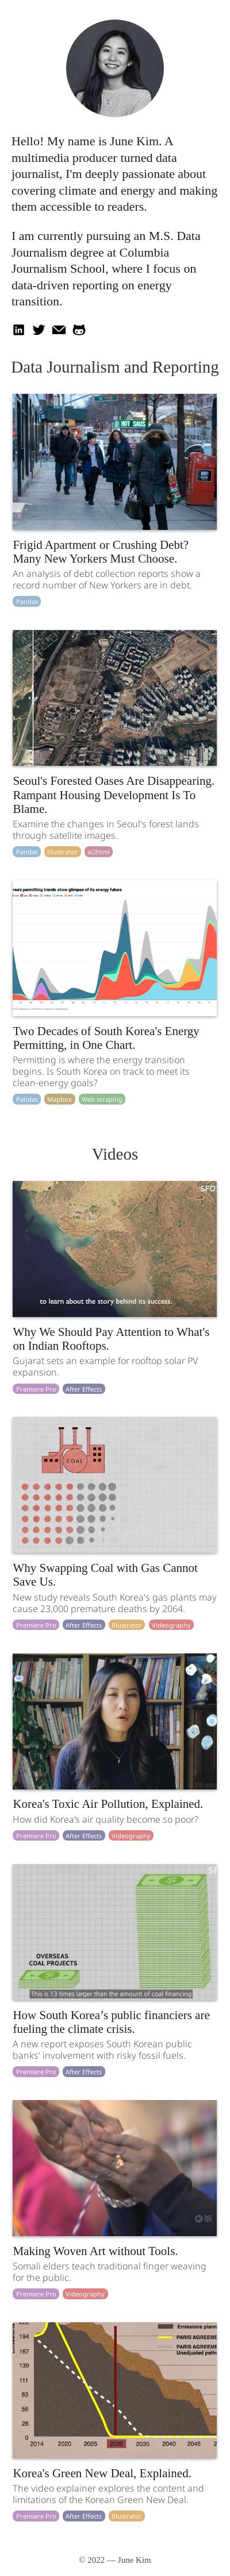 Hello! My name is June Kim. A
multimedia producer turned data
journalist, I'm deeply passionate about
covering climate and energy and making
them accessible to readers.
I am currently pursuing an M.S. Data
Journalism degree at Columbia
Journalism School, where I focus on
data-driven reporting on energy
transition.
in
Data Journalism and Reporting
HOT SADS
Frigid Apartment or Crushing Debt?
Many New Yorkers Must Choose.
An analysis of debt collection reports show a
record number of New Yorkers are in debt.
Pandas
Seoul's Forested Oases Are Disappearing.
Rampant Housing Development Is To
Blame.
Examine the changes in Seoul's forest lands
through satellite images.
Pandas Illustrator ai2html
permitting trends show glimpse of its energy future
Two Decades of South Korea's Energy
Permitting, in One Chart.
Permitting is where the energy transition
begins. Is South Korea on track to meet its
clean-energy goals?
Pandas Mapbox Web scraping
Videos
SFO
to learn about the story behind its success.
Why We Should Pay Attention to What's
on Indian Rooftops.
Gujarat sets an example for rooftop solar PV
expansion.
Premiere Pro After Effects
COAL
Why Swapping Coal with Gas Cannot
Save Us.
New study reveals South Korea's gas plants may
cause 23,000 premature deaths by 2064.
Premiere Pro After Effects Illustrator Videography
Korea's Toxic Air Pollution, Explained.
How did Korea's air quality become so poor?
Premiere Pro After Effects Videography
SF
OVERSEAS
COAL PROJECTS
This is 13 times larger than the amount of coal financing
How South Korea's public financiers are
fueling the climate crisis.
A new report exposes South Korean public
banks' involvement with risky fossil fuels.
Premiere Pro After Effects
Making Woven Art without Tools.
Somali elders teach traditional finger weaving
for the public.
Premiere Pro Videography
222
Emissions plann
194
PARIS AGREEME
167
PARIS AGREEME
Unadjusted path
139
111
83
56
28
0
2014 2020 2025 2030 2035 2040 2045 2
Korea's Green New Deal, Explained.
The video explainer explores the content and
limitations of the Korean Green New Deal.
Premiere Pro After Effects Illustrator
© 2022 — June Kim